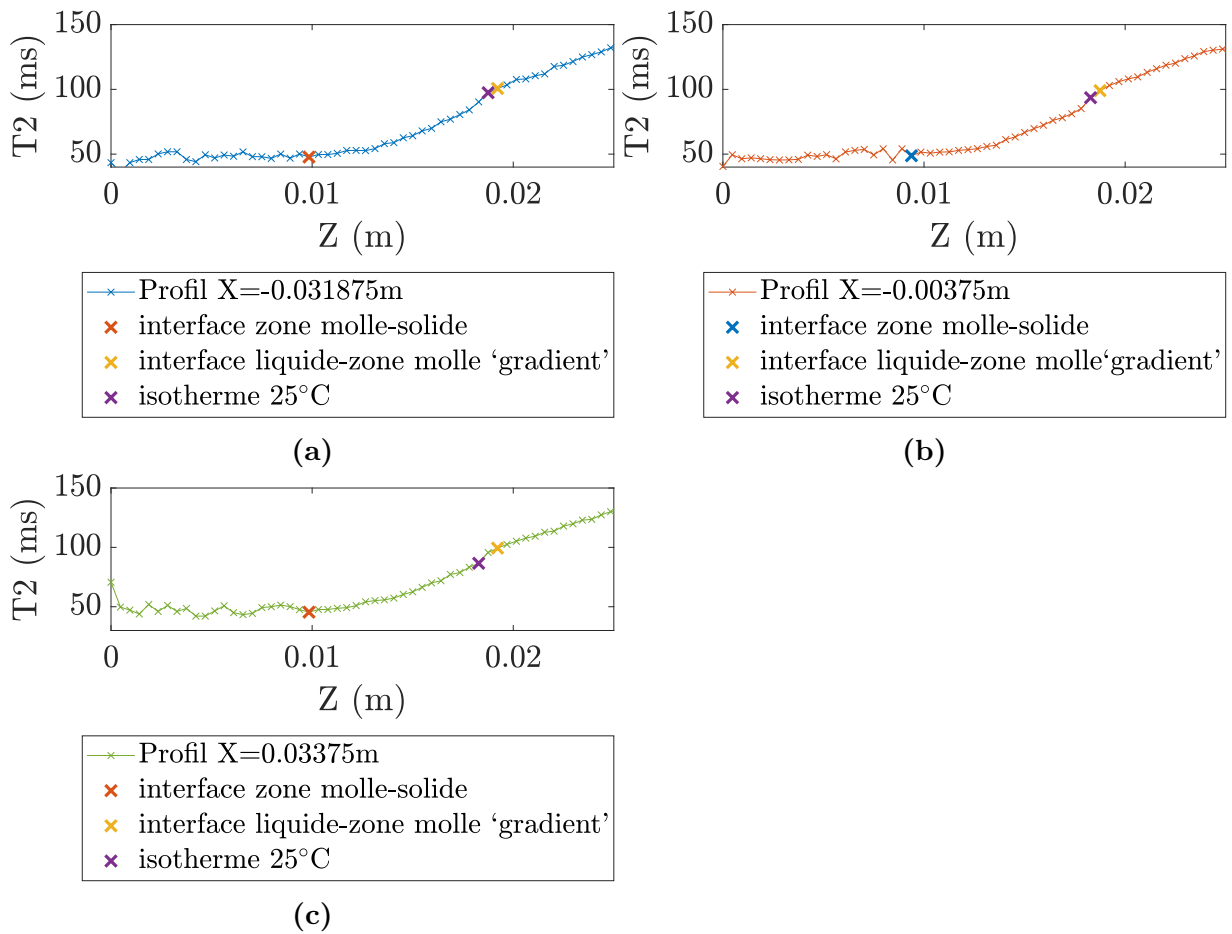 150
100
50
T2 (ms)
0
0.01
0.02
Z (m)
Profil X=-0.031875m
interface zone molle-solide
interface liquide-zone molle ‘gradient’
isotherme 25°C
(a)
150
100
50
T2 (ms)
0
0.01
0.02
Z (m)
Profil X=-0.00375m
interface zone molle-solide
interface liquide-zone molle‘gradient’
isotherme 25°C
(b)
150
100
50
T2 (ms)
0
0.01
0.02
Z (m)
Profil X=0.03375m
interface zone molle-solide
interface liquide-zone molle ‘gradient’
isotherme 25°C
(c)